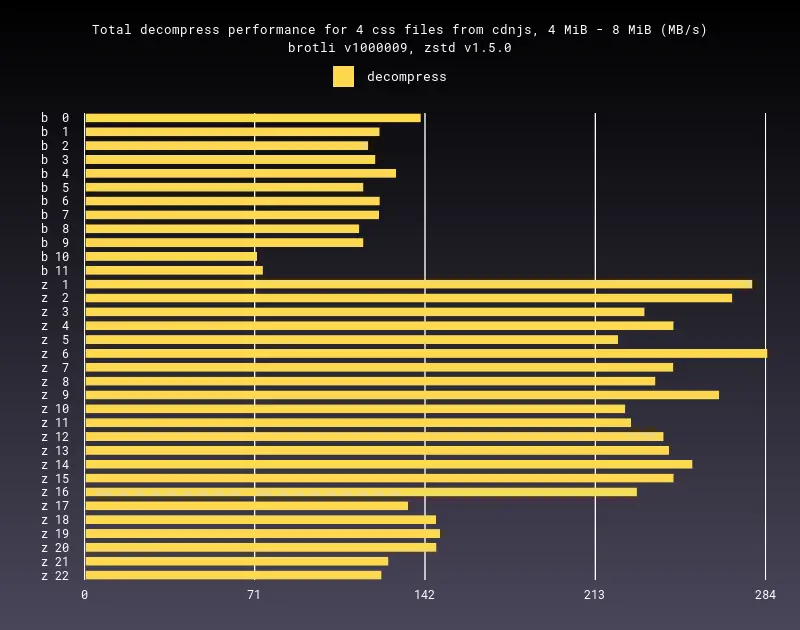 Total decompress performance for 4 css files from cdnjs, 4 MiB - 8 MiB (MB/s)
brotli v1000009, zstd v1.5.0
decompress
b 0
b 1
b 2
b 3
b 4
b 5
b 6
b 7
b 8
b 9
b 10
b 11
z 1
z 2
z 3
z 4
z 5
z 6
z 7
z 8
z 9
z 10
z 11
z 12
z 13
z 14
z 15
z 16
z 17
z 18
z 19
z 20
z 21
z 22
0 71 142 213 284